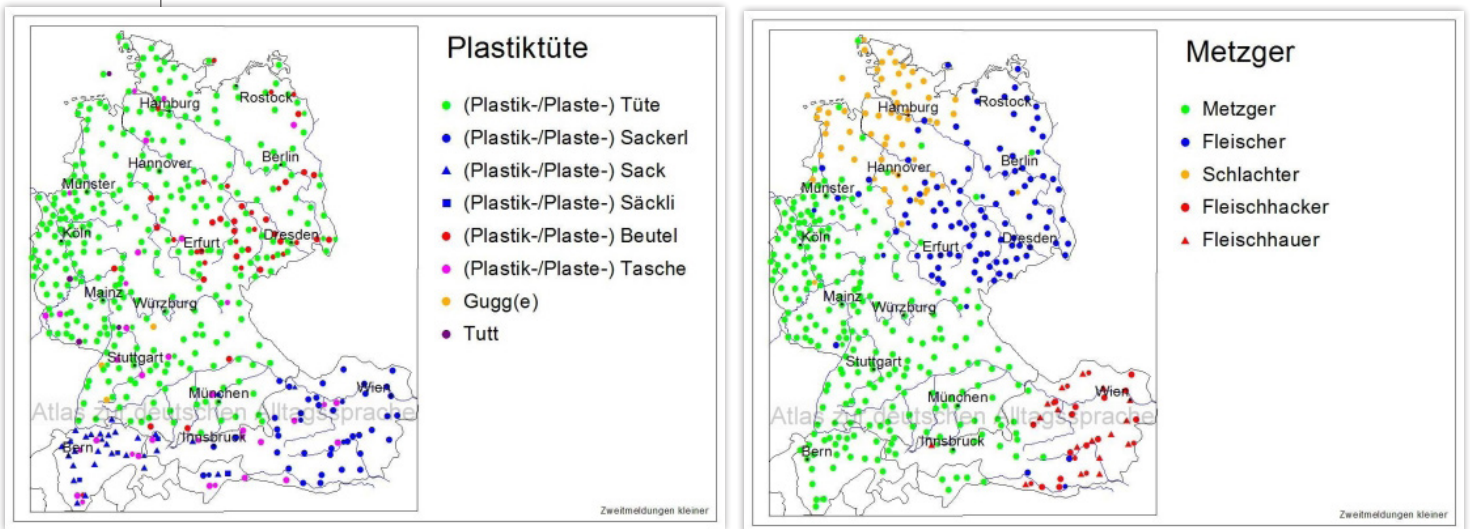 Plastiktüte
(Plastik-/Plaste-) Tüte
(Plastik-/Plaste-) Sackerl
(Plastik-/Plaste-) Sack
(Plastik-/Plaste-) Säckli
(Plastik-/Plaste-) Beutel
(Plastik-/Plaste-) Tasche
Gugg(e)
Tutt
Hamburg
Rostock
Berlin
Hannover
Münster
Köln
Erfurt
Dresden
Mainz
Würzburg
Stuttgart
München
Wien
Atlas zur deutschen Alltagssprache
Innsbruck
Bern
Zweitmeldungen kleiner
Metzger
Metzger
Fleischer
Schlachter
Fleischhacker
Fleischhauer
Hamburg
Rostock
Berlin
Hannover
Münster
Köln
Erfurt
Dresden
Mainz
Würzburg
Stuttgart
München
Wien
Atlas zur deutschen Alltagssprache
Innsbruck
Bern
Zweitmeldungen kleiner